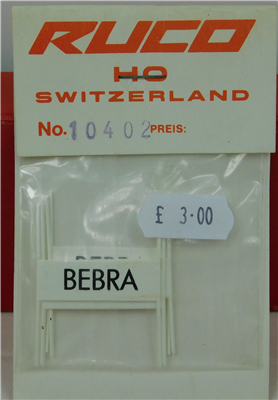 RUCO
HO
SWITZERLAND
No. 10402 PREIS:
£ 3.00
BEBRA